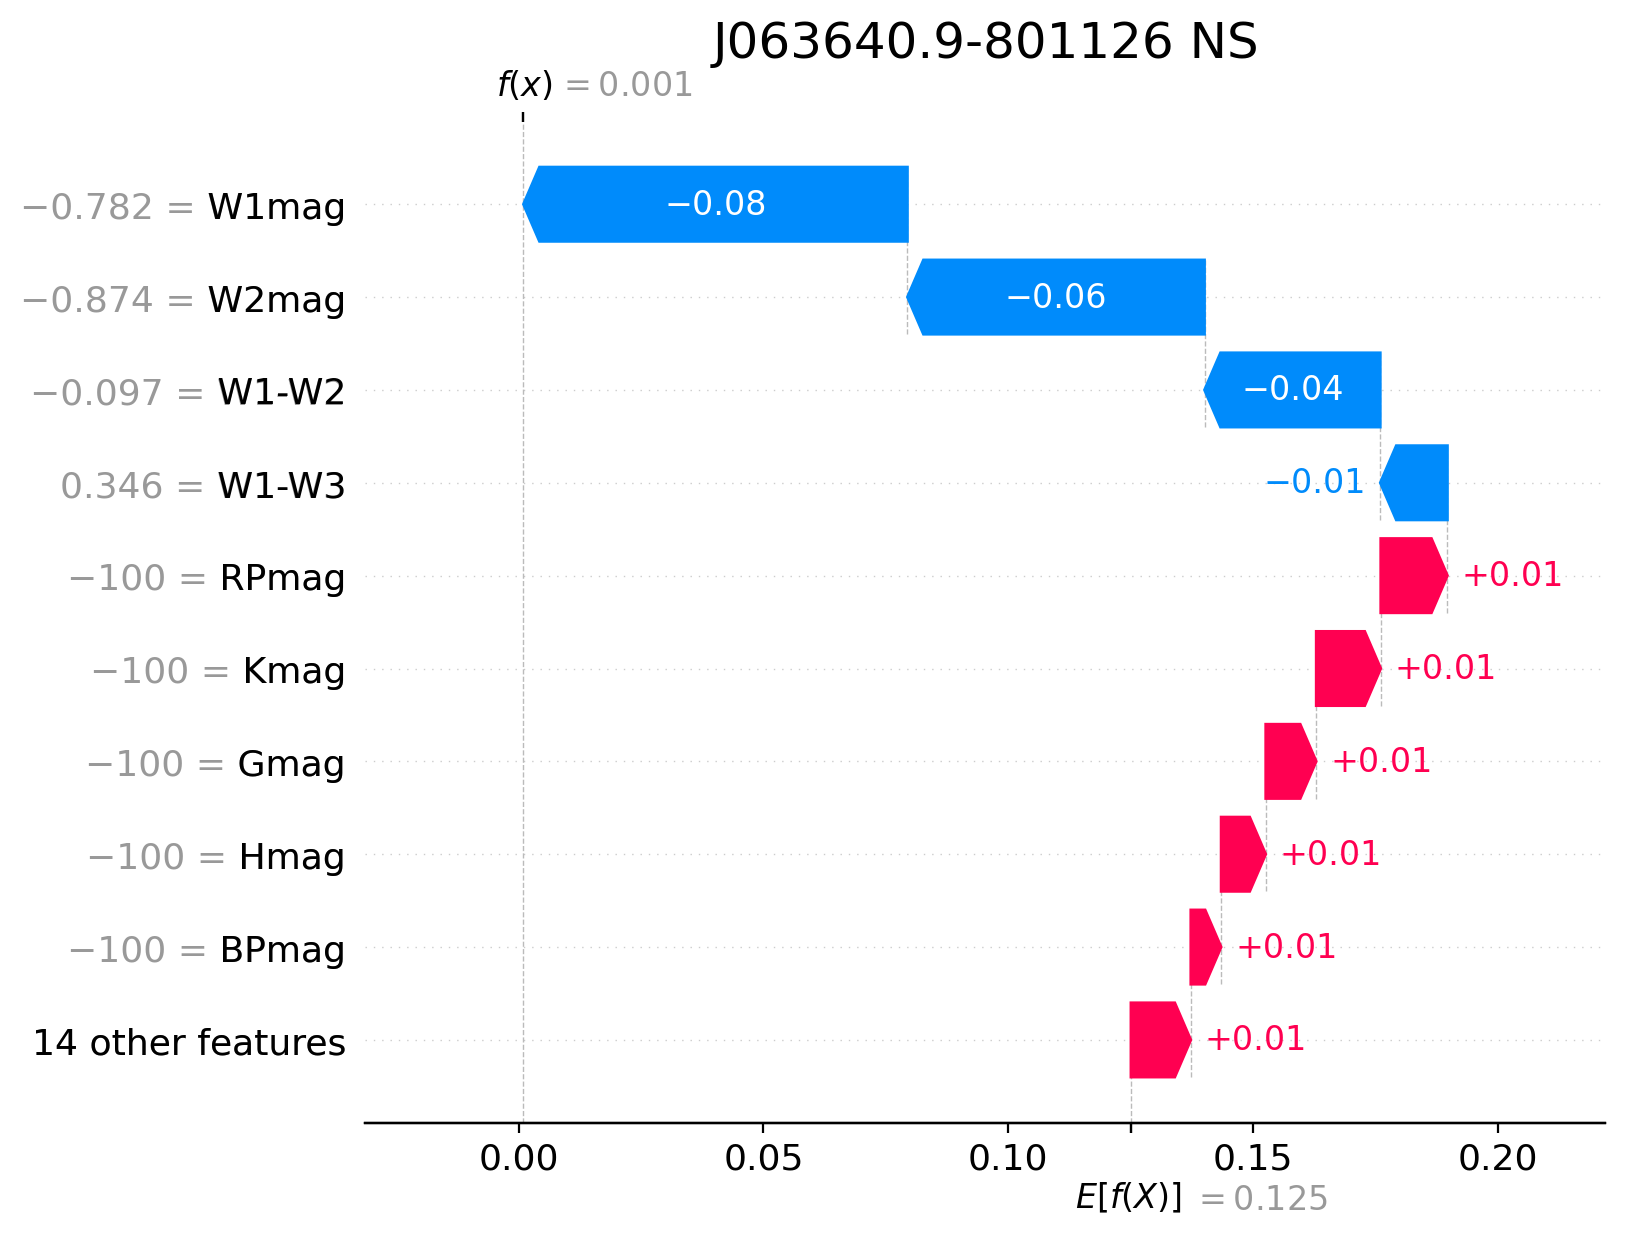 J063640.9-801126 NS
f(x) = 0.001
−0.782 = W1mag
−0.08
−0.874 = W2mag
−0.06
−0.097 = W1-W2
−0.04
0.346 = W1-W3
−0.01
−100 = RPmag
+0.01
−100 = Kmag
+0.01
−100 = Gmag
+0.01
−100 = Hmag
+0.01
−100 = BPmag
+0.01
14 other features
+0.01
0.00 0.05 0.10 0.15 0.20
E[f(X)] = 0.125